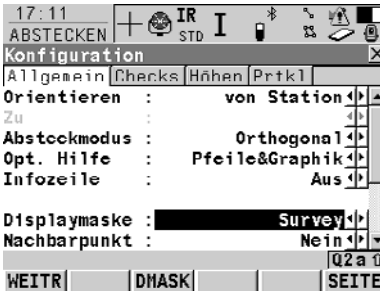 17:11
ABSTECKEN
IR
STD
I
Konfiguration
X
Allgemein Checks Höhen Prtkl
Orientieren : von Station
Zu :
Absteckmodus : Orthogonal
Opt. Hilfe : Pfeile&Graphik
Infozeile : Aus
Displaymaske : Survey
Nachbarpunkt : Nein
Q2a
WEITR DMASK SEITE